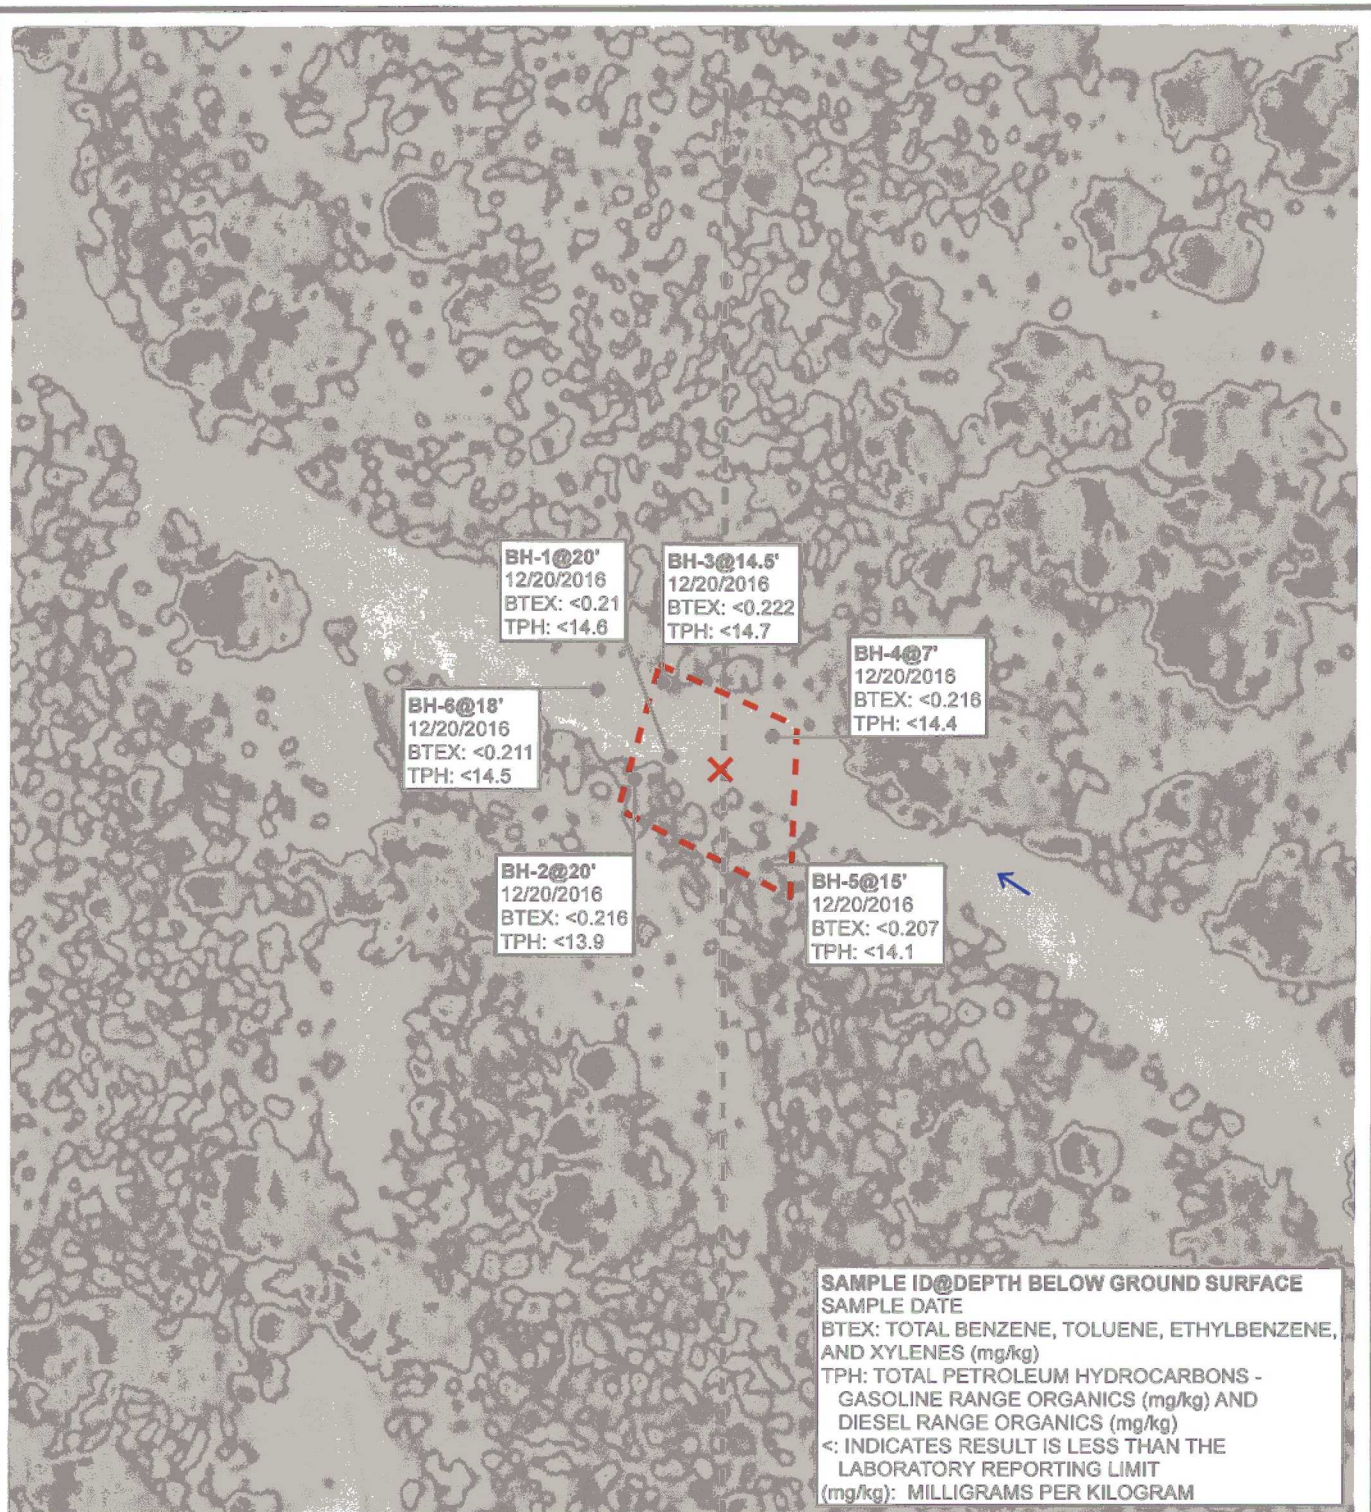 BH-1@20'
12/20/2016
BTEX: <0.21
TPH: <14.6
BH-3@14.5'
12/20/2016
BTEX: <0.222
TPH: <14.7
BH-4@7'
12/20/2016
BTEX: <0.216
TPH: <14.4
BH-6@18'
12/20/2016
BTEX: <0.211
TPH: <14.5
BH-2@20'
12/20/2016
BTEX: <0.216
TPH: <13.9
BH-5@15'
12/20/2016
BTEX: <0.207
TPH: <14.1
SAMPLE ID@DEPTH BELOW GROUND SURFACE
SAMPLE DATE
BTEX: TOTAL BENZENE, TOLUENE, ETHYLBENZENE,
AND XYLENES (mg/kg)
TPH: TOTAL PETROLEUM HYDROCARBONS -
GASOLINE RANGE ORGANICS (mg/kg) AND
DIESEL RANGE ORGANICS (mg/kg)
<: INDICATES RESULT IS LESS THAN THE
LABORATORY REPORTING LIMIT
(mg/kg): MILLIGRAMS PER KILOGRAM